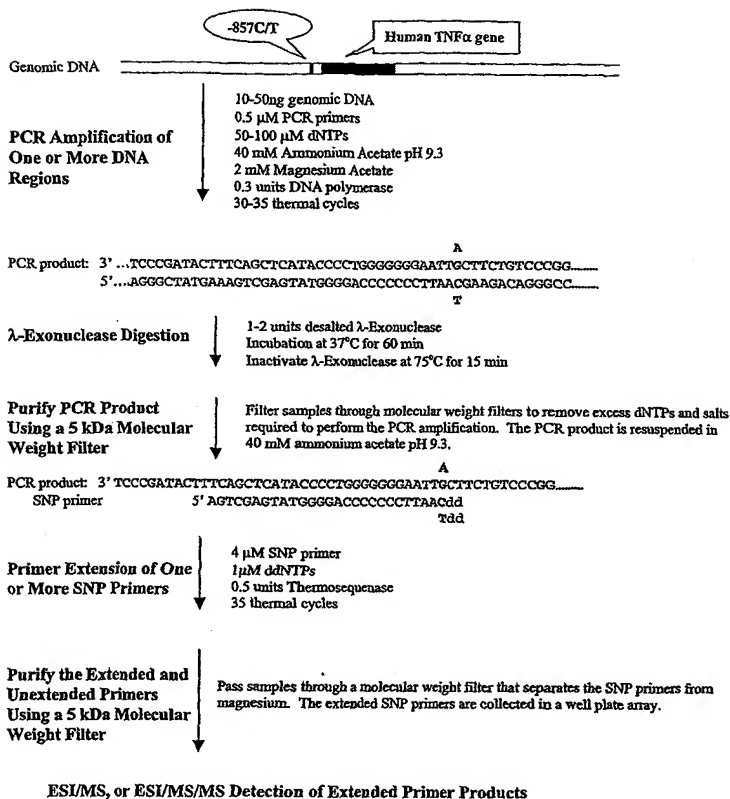 -857C/T
Human TNFα gene
Genomic DNA
PCR Amplification of
One or More DNA
Regions
10-50ng genomic DNA
0.5 μM PCR primers
50-100 μM dNTPs
40 mM Ammonium Acetate pH 9.3
2 mM Magnesium Acetate
0.3 units DNA polymerase
30-35 thermal cycles
A
PCR product: 3' ...TCCCGATACTTTCAGCTCATACCCCTGGGGGGGAATTGCTTCTGTCCCGG.........
5'....AGGGCTATGAAAGTCGAGTATGGGGACCCCCCCTTAACGAAGACAGGGCC.........
T
λ-Exonuclease Digestion
1-2 units desalted λ-Exonuclease
Incubation at 37°C for 60 min
Inactivate λ-Exonuclease at 75°C for 15 min
Purify PCR Product
Using a 5 kDa Molecular
Weight Filter
Filter samples through molecular weight filters to remove excess dNTPs and salts
required to perform the PCR amplification. The PCR product is resuspended in
40 mM ammonium acetate pH 9.3.
A
PCR product: 3' TCCCGATACTTTCAGCTCATACCCCTGGGGGGGAATTGCTTCTGTCCCGG.........
SNP primer 5' AGTCGAGTATGGGGACCCCCCCTTAACdd
Tdd
Primer Extension of One
or More SNP Primers
4 μM SNP primer
1μM ddNTPs
0.5 units Thermosequenase
35 thermal cycles
Purify the Extended and
Unextended Primers
Using a 5 kDa Molecular
Weight Filter
Pass samples through a molecular weight filter that separates the SNP primers from
magnesium. The extended SNP primers are collected in a well plate array.
ESI/MS, or ESI/MS/MS Detection of Extended Primer Products